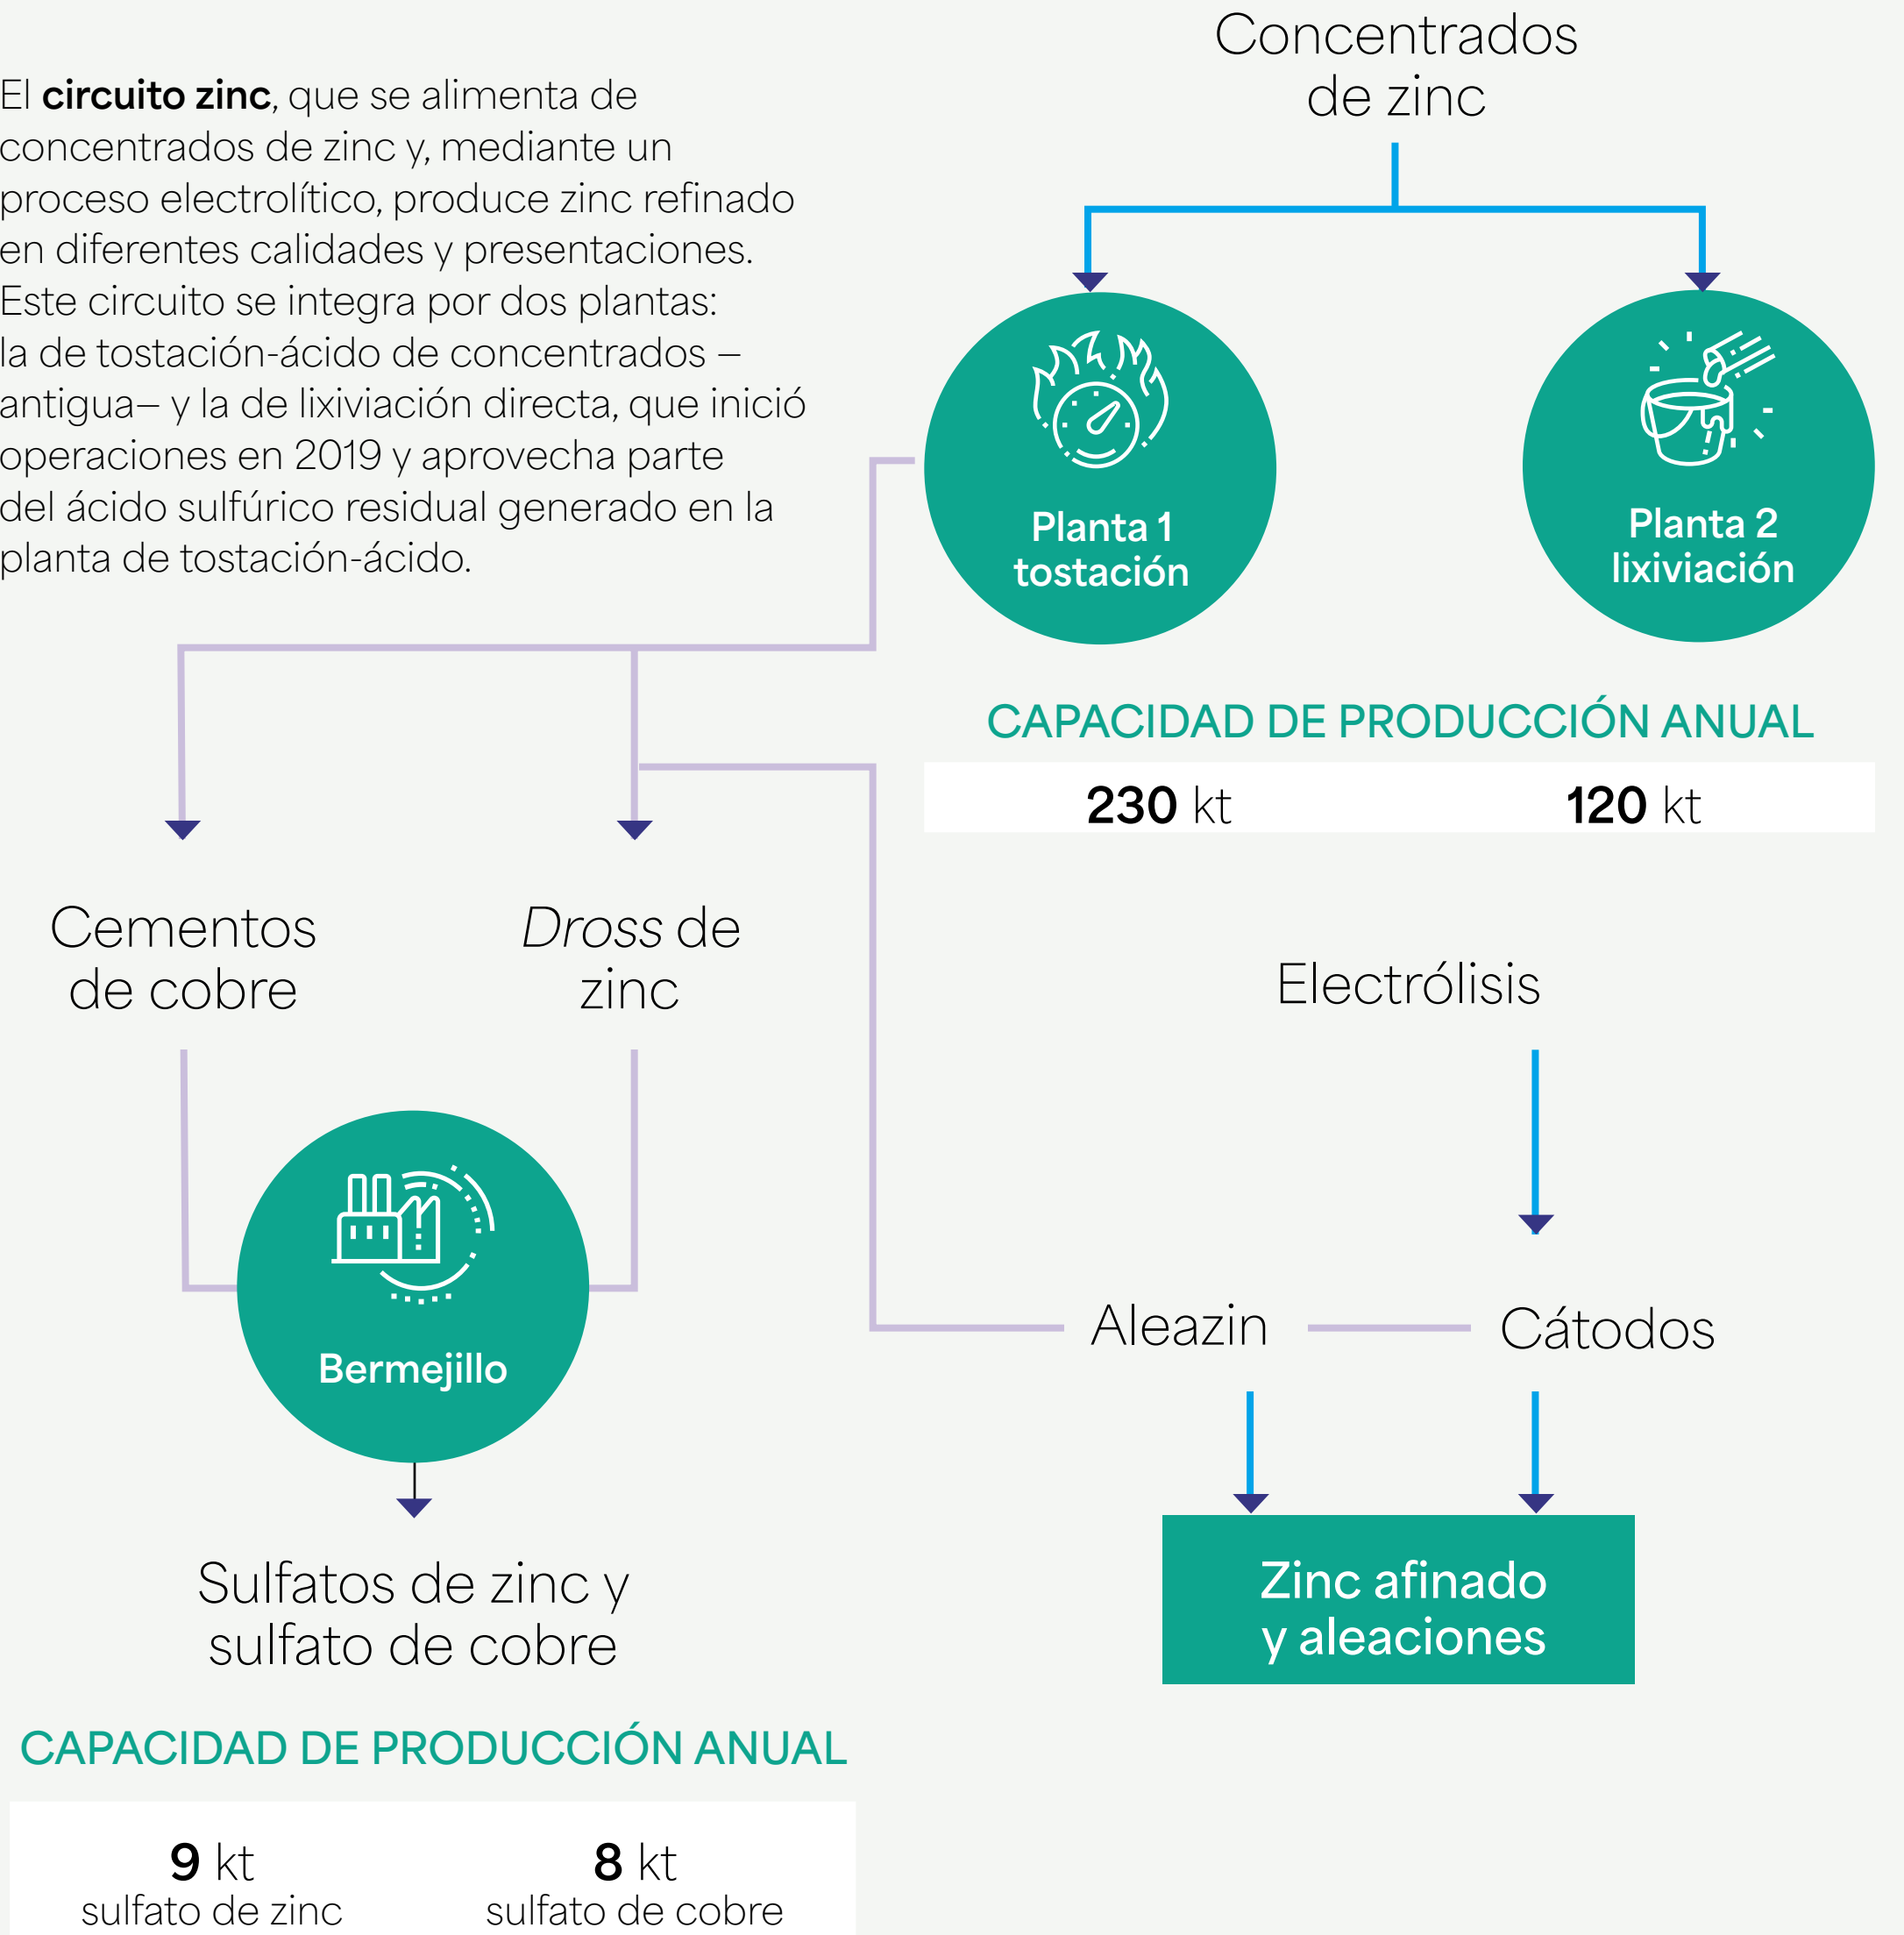 El circuito zinc, que se alimenta de
concentrados de zinc y, mediante un
proceso electrolítico, produce zinc refinado
en diferentes calidades y presentaciones.
Este circuito se integra por dos plantas:
la de tostación-ácido de concentrados —
antigua— y la de lixiviación directa, que inició
operaciones en 2019 y aprovecha parte
del ácido sulfúrico residual generado en la
planta de tostación-ácido.
Concentrados
de zinc
Planta 1
tostación
Planta 2
lixiviación
CAPACIDAD DE PRODUCCIÓN ANUAL
230 kt
120 kt
Cementos
de cobre
Dross de
zinc
Electrólisis
Bermejillo
Aleazin
Cátodos
Sulfatos de zinc y
sulfato de cobre
Zinc afinado
y aleaciones
CAPACIDAD DE PRODUCCIÓN ANUAL
9 kt
sulfato de zinc
8 kt
sulfato de cobre